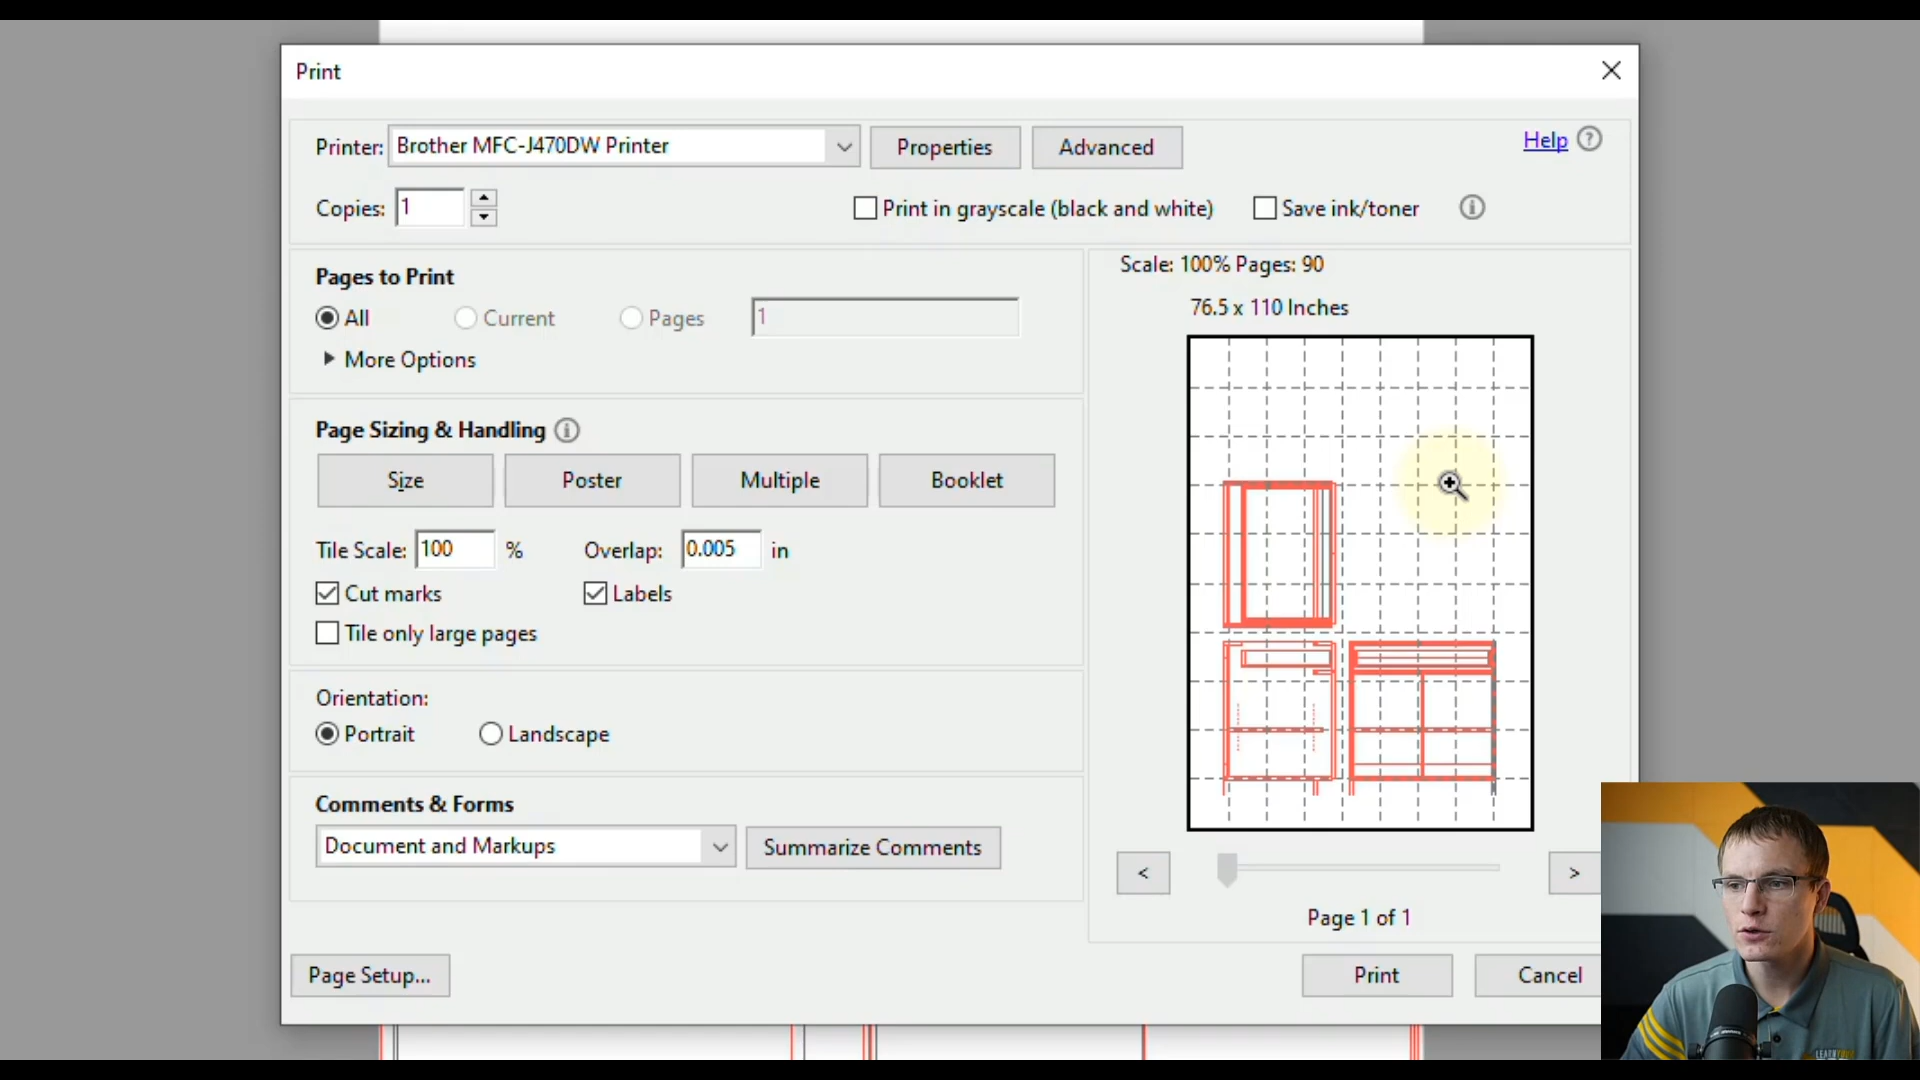 Print
Printer: Brother MFC-J470DW Printer Properties Advanced Help ?
Copies: 1 Print in grayscale (black and white) Save ink/toner
Pages to Print
All Current Pages 1
More Options
Page Sizing & Handling
Size Poster Multiple Booklet
Tile Scale: 100 % Overlap: 0.005 in
Cut marks Labels
Tile only large pages
Orientation:
Portrait Landscape
Comments & Forms
Document and Markups Summarize Comments
Scale: 100% Pages: 90
76.5 x 110 Inches
< >
Page 1 of 1
Page Setup... Print Cancel